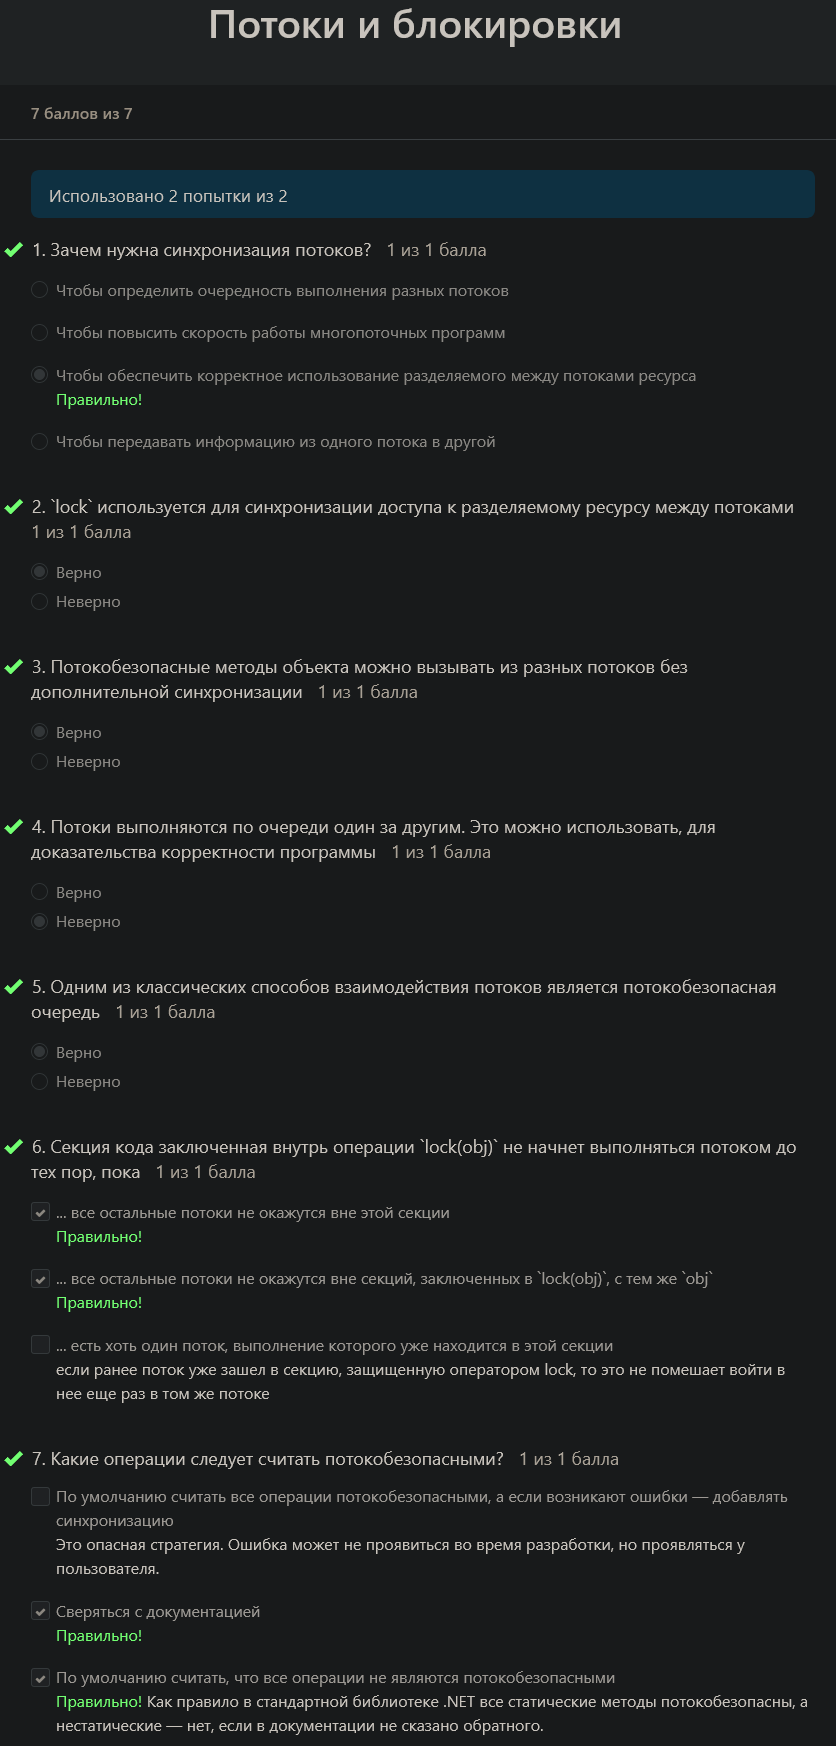 Потоки и блокировки
7 баллов из 7
Использовано 2 попытки из 2
1. Зачем нужна синхронизация потоков? 1 из 1 балла
Чтобы определить очередность выполнения разных потоков
Чтобы повысить скорость работы многопоточных программ
Чтобы обеспечить корректное использование разделяемого между потоками ресурса
Правильно!
Чтобы передавать информацию из одного потока в другой
2. `lock` используется для синхронизации доступа к разделяемому ресурсу между потоками
1 из 1 балла
Верно
Неверно
3. Потокобезопасные методы объекта можно вызывать из разных потоков без
дополнительной синхронизации 1 из 1 балла
Верно
Неверно
4. Потоки выполняются по очереди один за другим. Это можно использовать, для
доказательства корректности программы 1 из 1 балла
Верно
Неверно
5. Одним из классических способов взаимодействия потоков является потокобезопасная
очередь 1 из 1 балла
Верно
Неверно
6. Секция кода заключенная внутрь операции `lock(obj)` не начнет выполняться потоком до
тех пор, пока 1 из 1 балла
... все остальные потоки не окажутся вне этой секции
Правильно!
... все остальные потоки не окажутся вне секций, заключенных в `lock(obj)`, с тем же `obj`
Правильно!
... есть хоть один поток, выполнение которого уже находится в этой секции
если ранее поток уже зашел в секцию, защищенную оператором lock, то это не помешает войти в
нее еще раз в том же потоке
7. Какие операции следует считать потокобезопасными? 1 из 1 балла
По умолчанию считать все операции потокобезопасными, а если возникают ошибки — добавлять
синхронизацию
Это опасная стратегия. Ошибка может не проявиться во время разработки, но проявляться у
пользователя.
Сверяться с документацией
Правильно!
По умолчанию считать, что все операции не являются потокобезопасными
Правильно! Как правило в стандартной библиотеке .NET все статические методы потокобезопасны, а
нестатические — нет, если в документации не сказано обратного.